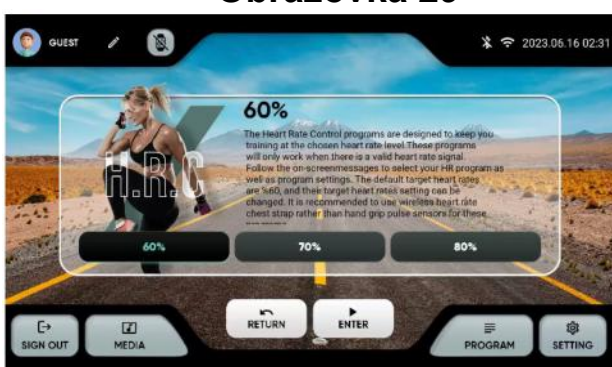 GUEST
2023.06.16 02:31
H.R.C
60%
The Heart Rate Control programs are designed to keep you
training at the chosen heart rate level.These programs
will only work when there is a valid heart rate signal.
Follow the on-screenmessages to select your HR program as
well as program settings. The default target heart rates
are %60, and their target heart rates setting can be
changed. It is recommended to use wireless heart rate
chest strap rather than hand grip pulse sensors for these
60%
70%
80%
RETURN
ENTER
SIGN OUT
MEDIA
PROGRAM
SETTING